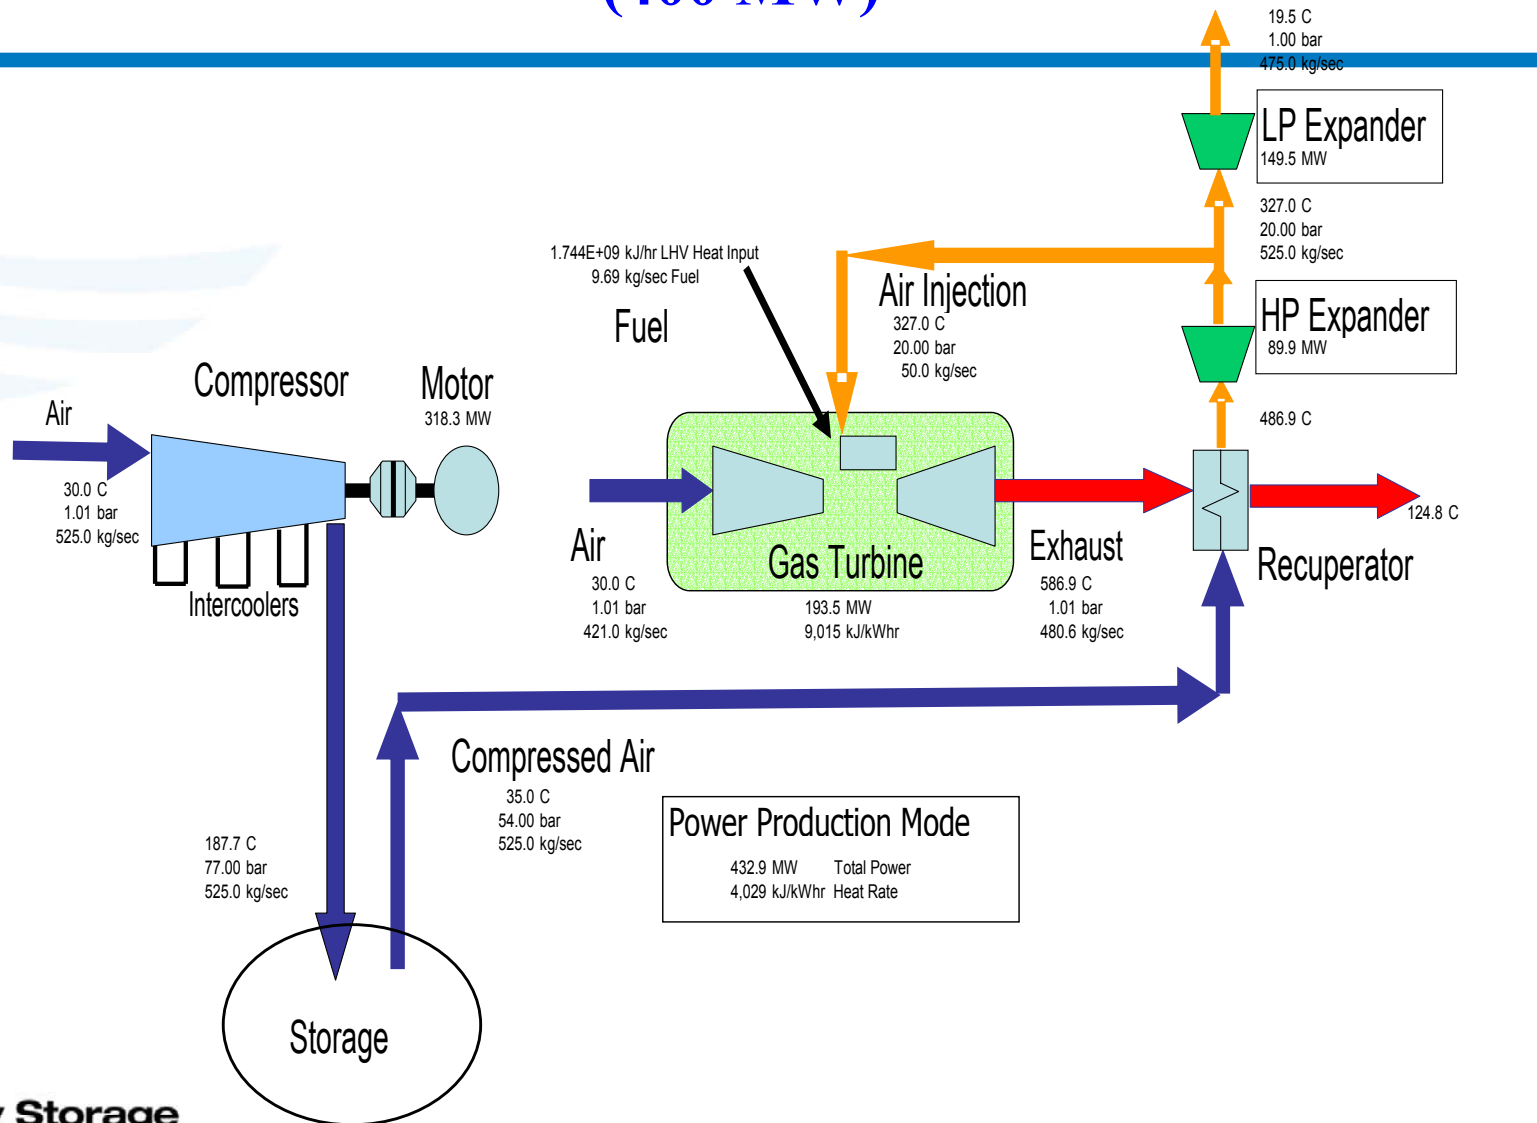 (400 MW)
19.5 C
1.00 bar
475.0 kg/sec
LP Expander
149.5 MW
327.0 C
20.00 bar
525.0 kg/sec
1.744E+09 kJ/hr LHV Heat Input
9.69 kg/sec Fuel
Fuel
Air Injection
327.0 C
20.00 bar
50.0 kg/sec
HP Expander
89.9 MW
486.9 C
Compressor
Motor
318.3 MW
Air
30.0 C
1.01 bar
525.0 kg/sec
Intercoolers
Air
30.0 C
1.01 bar
421.0 kg/sec
Gas Turbine
193.5 MW
9,015 kJ/kWhr
Exhaust
586.9 C
1.01 bar
480.6 kg/sec
124.8 C
Recuperator
Compressed Air
35.0 C
54.00 bar
525.0 kg/sec
187.7 C
77.00 bar
525.0 kg/sec
Power Production Mode
432.9 MW Total Power
4,029 kJ/kWhr Heat Rate
Storage
Storage